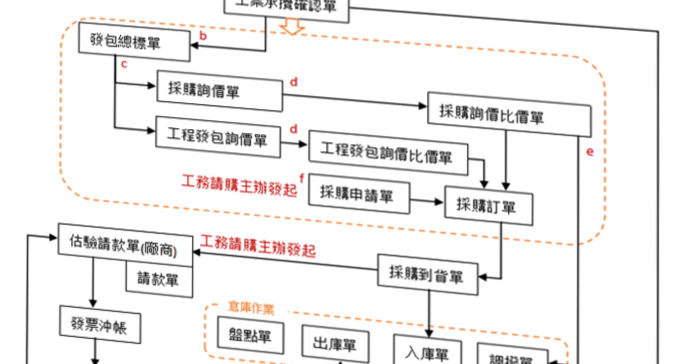 工業承攬確認單
發包總標單
b
c
採購詢價單
d
採購詢價比價單
工程發包詢價單
d
工程發包詢價比價單
e
工務請購主辦發起
f
採購申請單
採購訂單
估驗請款單(廠商)
工務請購主辦發起
請款單
採購到貨單
發票沖帳
倉庫作業
盤點單
出庫單
入庫單
調撥單